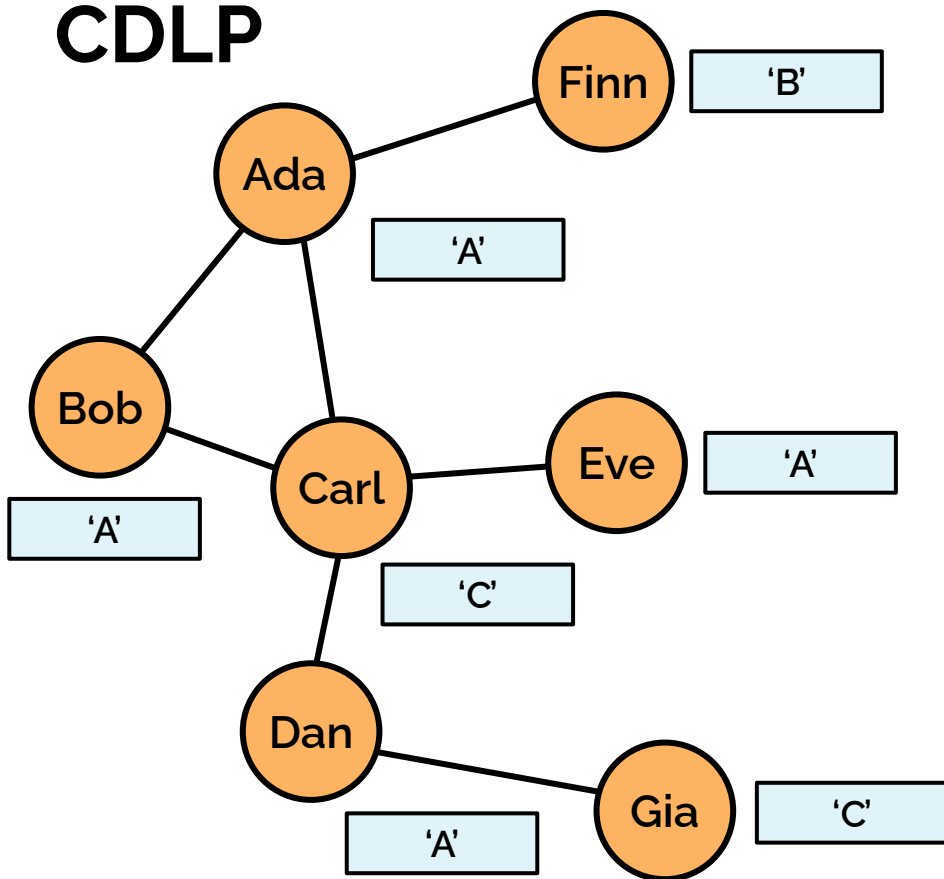 CDLP
Finn
‘B’
Ada
‘A’
Bob
‘A’
Carl
‘C’
Eve
‘A’
Dan
‘A’
Gia
‘C’